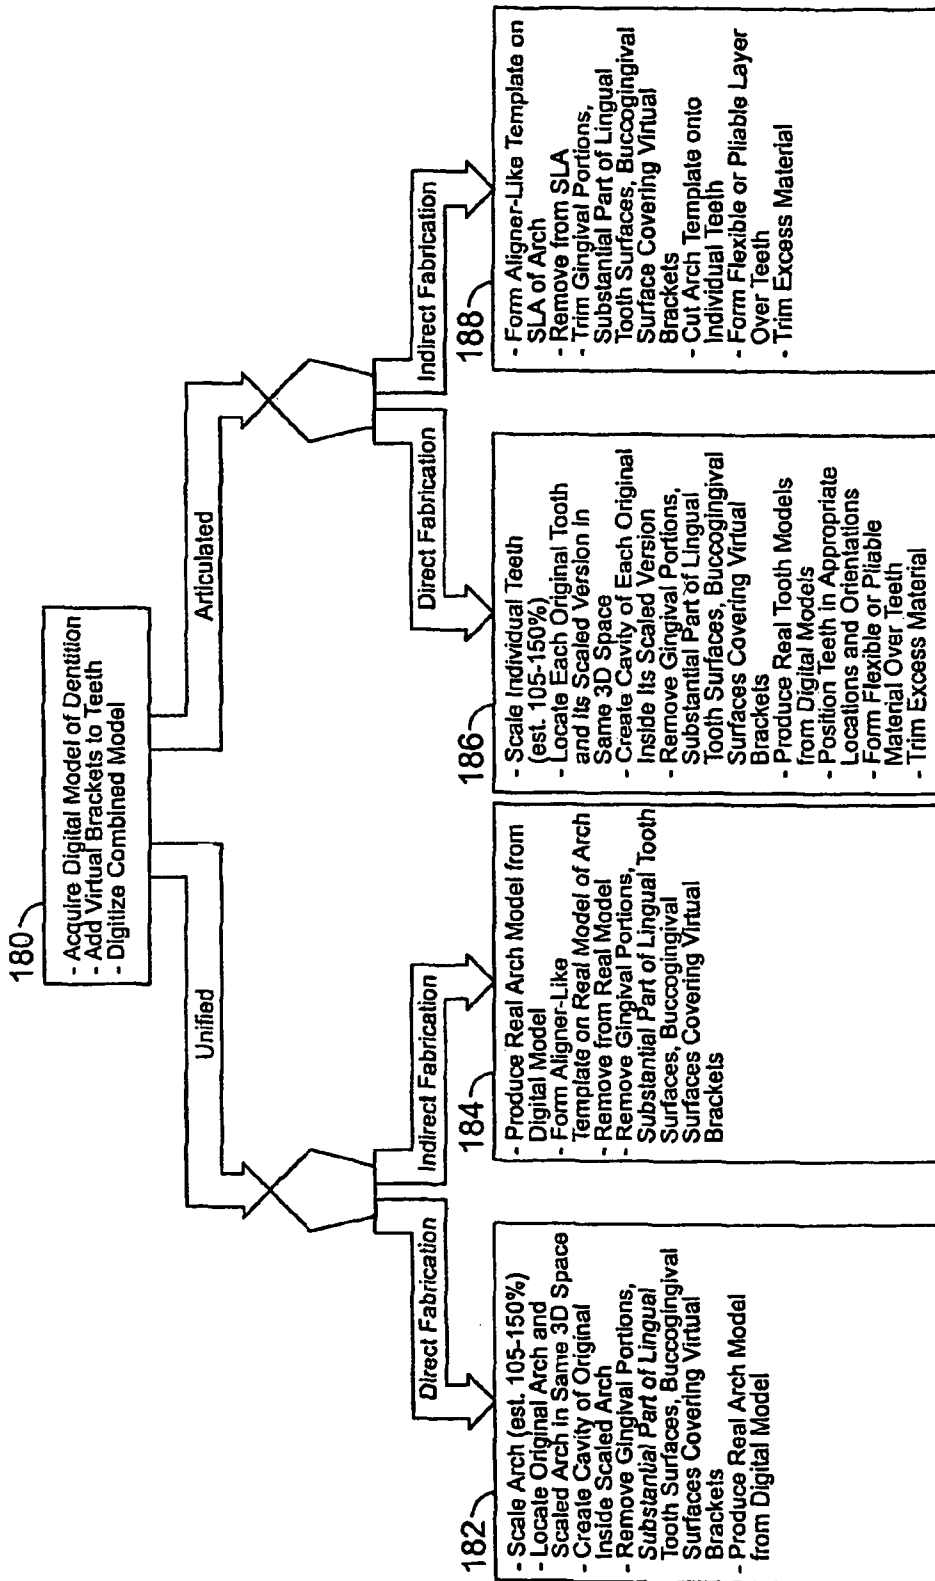 180
- Acquire Digital Model of Dentition
- Add Virtual Brackets to Teeth
- Digitize Combined Model
Unified
Articulated
Direct Fabrication
Indirect Fabrication
Direct Fabrication
Indirect Fabrication
182
- Scale Arch (est. 105-150%)
- Locate Original Arch and
Scaled Arch in Same 3D Space
- Create Cavity of Original
Inside Scaled Arch
- Remove Gingival Portions,
Substantial Part of Lingual
Tooth Surfaces, Buccogingival
Surfaces Covering Virtual
Brackets
- Produce Real Arch Model
from Digital Model
184
- Produce Real Arch Model from
Digital Model
- Form Aligner-Like
Template on Real Model of Arch
- Remove from Real Model
- Remove Gingival Portions,
Substantial Part of Lingual Tooth
Surfaces, Buccogingival
Surfaces Covering Virtual
Brackets
186
- Scale Individual Teeth
(est. 105-150%)
- Locate Each Original Tooth
and Its Scaled Version In
Same 3D Space
- Create Cavity of Each Original
Inside Its Scaled Version
- Remove Gingival Portions,
Substantial Part of Lingual
Tooth Surfaces, Buccogingival
Surfaces Covering Virtual
Brackets
- Produce Real Tooth Models
from Digital Models
- Position Teeth in Appropriate
Locations and Orientations
- Form Flexible or Pliable
Material Over Teeth
- Trim Excess Material
188
- Form Aligner-Like Template on
SLA of Arch
- Remove from SLA
- Trim Gingival Portions,
Substantial Part of Lingual
Tooth Surfaces, Buccogingival
Surface Covering Virtual
Brackets
- Cut Arch Template onto
Individual Teeth
- Form Flexible or Pliable Layer
Over Teeth
- Trim Excess Material